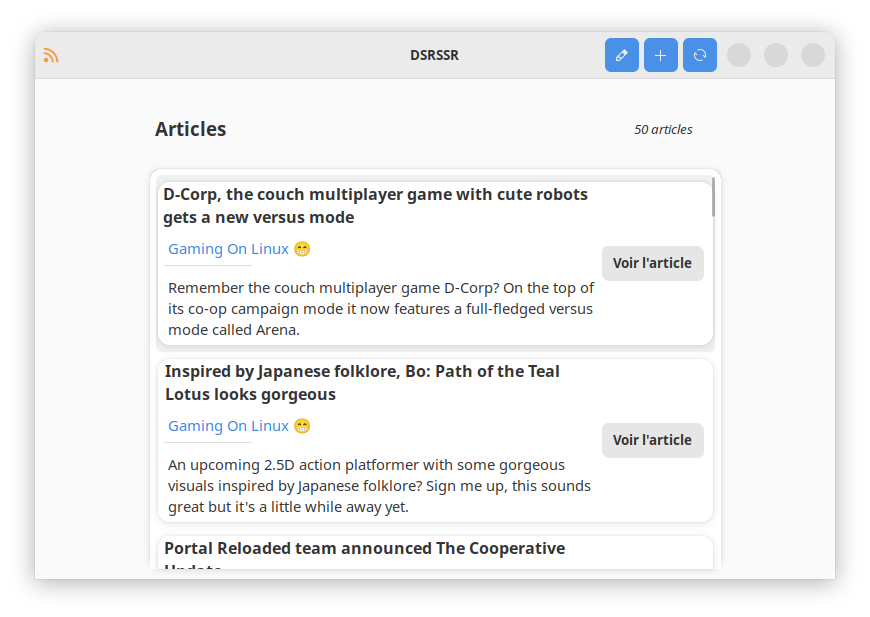 DSRSSR
Articles
50 articles
D-Corp, the couch multiplayer game with cute robots
gets a new versus mode
Gaming On Linux 😁
Voir l'article
Remember the couch multiplayer game D-Corp? On the top of
its co-op campaign mode it now features a full-fledged versus
mode called Arena.
Inspired by Japanese folklore, Bo: Path of the Teal
Lotus looks gorgeous
Gaming On Linux 😁
Voir l'article
An upcoming 2.5D action platformer with some gorgeous
visuals inspired by Japanese folklore? Sign me up, this sounds
great but it's a little while away yet.
Portal Reloaded team announced The Cooperative
Update